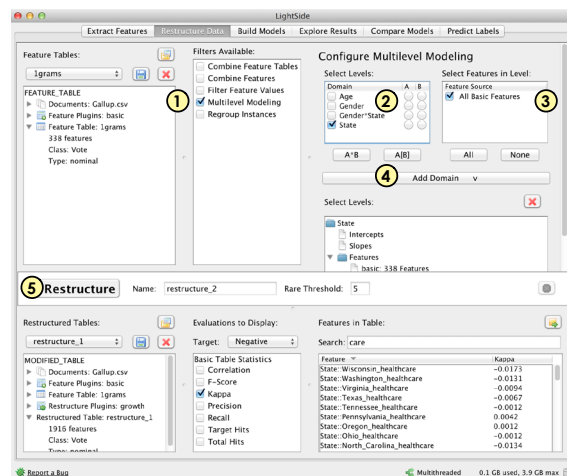 LightSide
Extract Features Restructure Data Build Models Explore Results Compare Models Predict Labels
Feature Tables:
1grams
FEATURE_TABLE
Documents: Gallup.csv
Feature Plugins: basic
Feature Table: 1grams
338 features
Class: Vote
Type: nominal
Filters Available:
Combine Feature Tables
Combine Features
Filter Feature Values
Multilevel Modeling
Regroup Instances
1
Configure Multilevel Modeling
Select Levels:
Domain A B
Age
Gender
Gender*State
State
2
A*B A[B]
Select Features in Level:
Feature Source
All Basic Features
3
All None
4
Add Domain v
Select Levels:
State
Intercepts
Slopes
Features
basic: 338 Features
5 Restructure Name: restructure_2 Rare Threshold: 5
Restructured Tables:
restructure_1
MODIFIED_TABLE
Documents: Gallup.csv
Feature Plugins: basic
Feature Table: 1grams
Restructure Plugins: growth
Restructured Table: restructure_1
1916 features
Type: nominal
Evaluations to Display:
Target: Negative
Basic Table Statistics
Correlation
F-Score
Kappa
Precision
Recall
Target Hits
Total Hits
Features in Table:
Search: care
Feature Kappa
State::Wisconsin_healthcare -0.0173
State::Washington_healthcare -0.0131
State::Virginia_healthcare -0.0094
State::Texas_healthcare -0.0067
State::Tennessee_healthcare -0.0012
State::Pennsylvania_healthcare 0.0042
State::Oregon_healthcare 0.0012
State::Ohio_healthcare -0.0012
State::North_Carolina_healthcare -0.0134
Report a Bug Multithreaded 0.1 GB used, 3.9 GB max